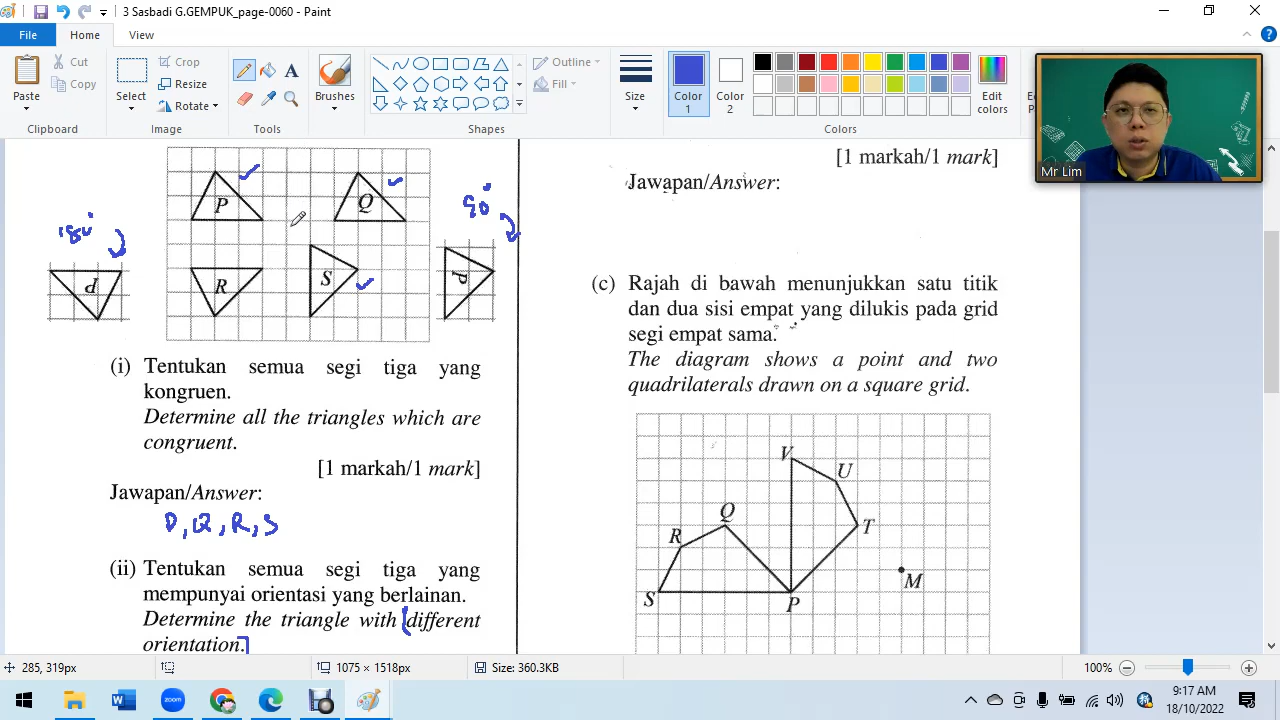 3 Sasbadi G.GEMPUK_page-0060 - Paint
File
Home
View
Paste
Cut
Copy
Clipboard
Select
Crop
Resize
Rotate
Image
A
Tools
Brushes
Shapes
Outline
Fill
Size
Color 1
Color 2
Edit colors
Colors
Mr Lim
P
Q
R
S
180°
P
90°
P
(i) Tentukan semua segi tiga yang
kongruen.
Determine all the triangles which are
congruent.
[1 markah/1 mark]
Jawapan/Answer:
P, Q, R, S
(ii) Tentukan semua segi tiga yang
mempunyai orientasi yang berlainan.
Determine the triangle with different
orientation.
[1 markah/1 mark]
Jawapan/Answer:
(c) Rajah di bawah menunjukkan satu titik
dan dua sisi empat yang dilukis pada grid
segi empat sama.
The diagram shows a point and two
quadrilaterals drawn on a square grid.
V
U
Q
R
T
S
P
M
285, 319px
1075 × 1518px
Size: 360.3KB
100%
W
zoom
9:17 AM
18/10/2022